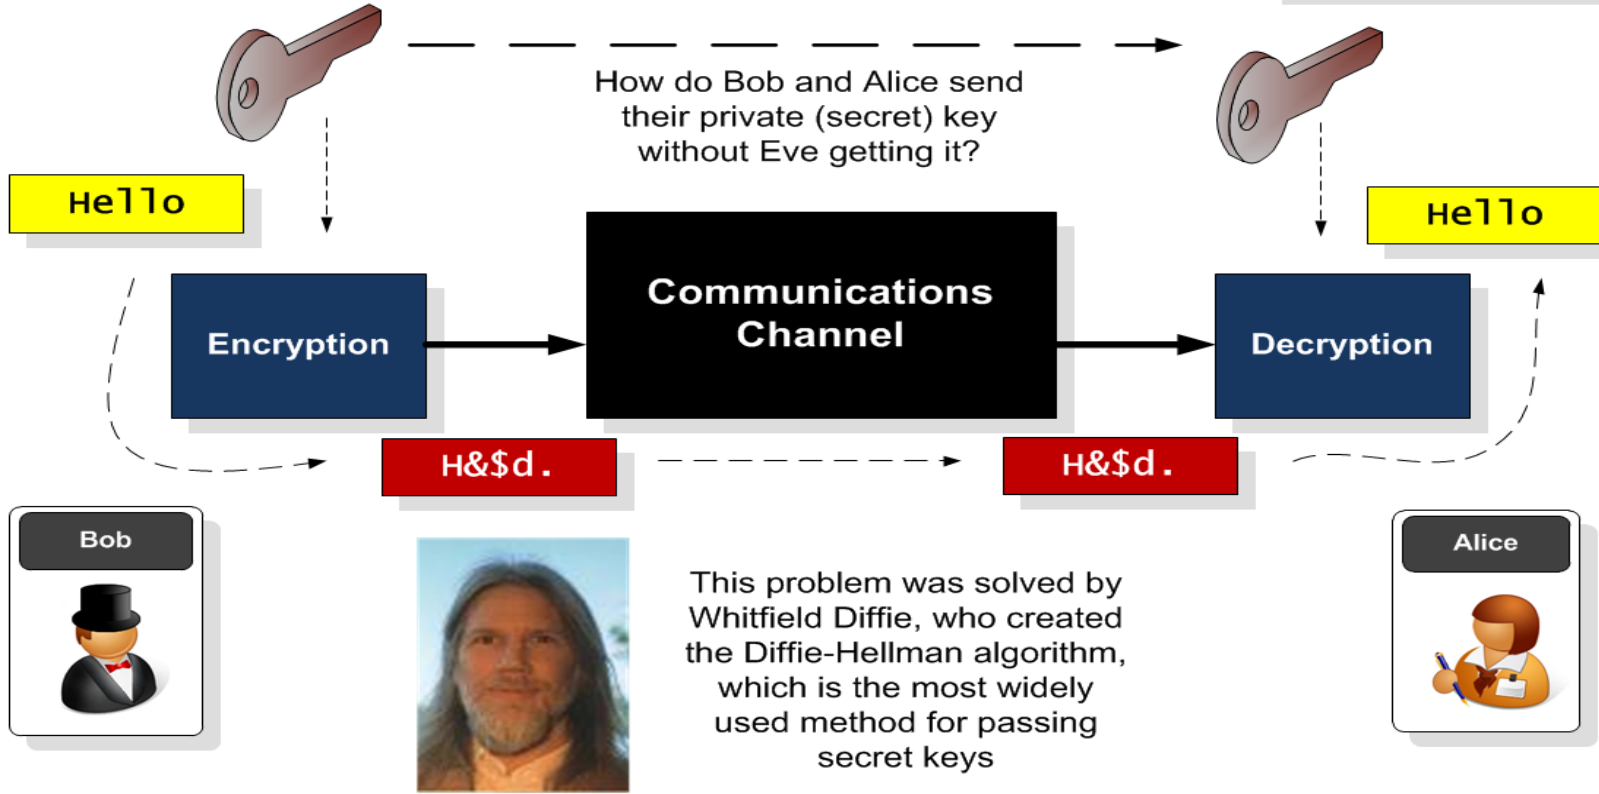 How do Bob and Alice send
their private (secret) key
without Eve getting it?
Hello
Hello
Encryption
Communications
Channel
Decryption
H&$d.
H&$d.
Bob
Alice
This problem was solved by
Whitfield Diffie, who created
the Diffie-Hellman algorithm,
which is the most widely
used method for passing
secret keys